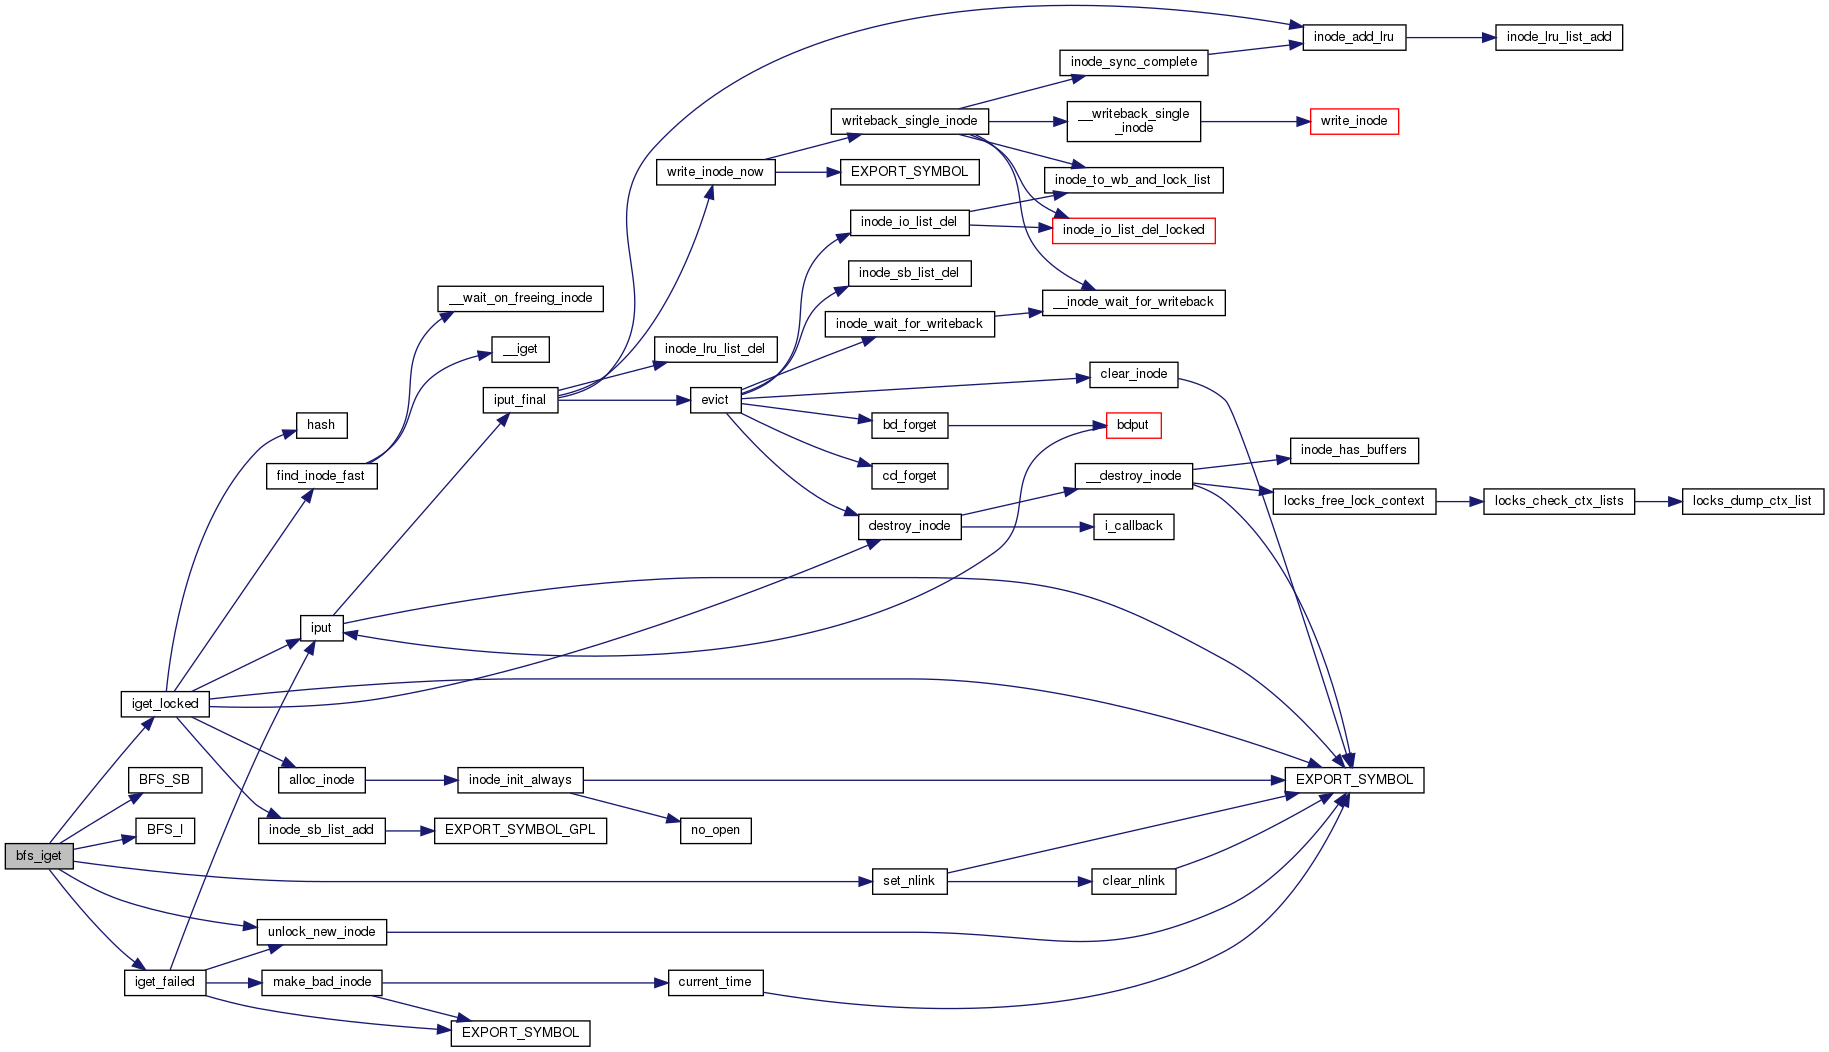 inode_add_lru
inode_lru_list_add
inode_sync_complete
writeback_single_inode
__writeback_single
_inode
write_inode
write_inode_now
EXPORT_SYMBOL
inode_to_wb_and_lock_list
inode_io_list_del
inode_io_list_del_locked
inode_sb_list_del
__wait_on_freeing_inode
__inode_wait_for_writeback
inode_wait_for_writeback
__iget
inode_lru_list_del
clear_inode
iput_final
evict
hash
bd_forget
bdput
inode_has_buffers
find_inode_fast
cd_forget
__destroy_inode
locks_free_lock_context
locks_check_ctx_lists
locks_dump_ctx_list
destroy_inode
i_callback
iput
iget_locked
BFS_SB
alloc_inode
inode_init_always
EXPORT_SYMBOL
BFS_I
inode_sb_list_add
EXPORT_SYMBOL_GPL
no_open
bfs_iget
set_nlink
clear_nlink
unlock_new_inode
iget_failed
make_bad_inode
current_time
EXPORT_SYMBOL